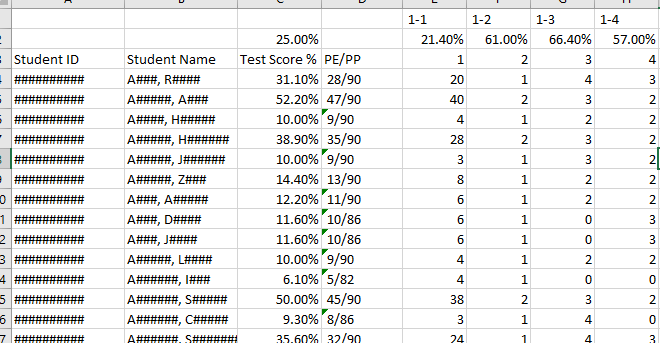 1-1 1-2 1-3 1-4
25.00% 21.40% 61.00% 66.40% 57.00%
Student ID Student Name Test Score % PE/PP 1 2 3 4
########## A###, R#### 31.10% 28/90 20 1 4 3
########## A#####, A### 52.20% 47/90 40 2 3 2
########## A####, H##### 10.00% 9/90 4 1 2 2
########## A#####, H###### 38.90% 35/90 28 2 3 2
########## A#####, J###### 10.00% 9/90 3 1 3 2
########## A#####, Z### 14.40% 13/90 8 1 2 2
########## A###, A##### 12.20% 11/90 6 1 2 2
########## A###, D#### 11.60% 10/86 6 1 0 3
########## A###, J#### 11.60% 10/86 6 1 0 3
########## A#####, L#### 10.00% 9/90 4 1 2 2
########## A######, I### 6.10% 5/82 4 1 0 0
########## A######, S##### 50.00% 45/90 38 2 3 2
########## A######, C##### 9.30% 8/86 3 1 4 0
########## A######, S####### 35.60% 32/90 24 1 4 3